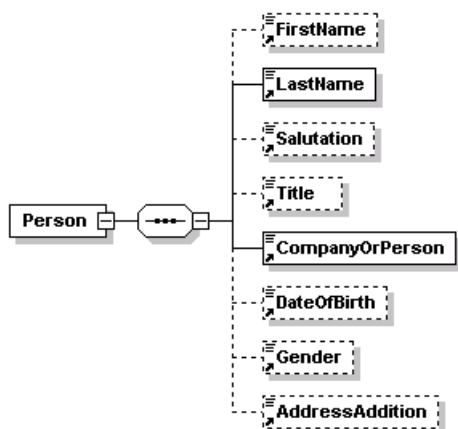 FirstName
LastName
Salutation
Title
Person
CompanyOrPerson
DateOfBirth
Gender
AddressAddition